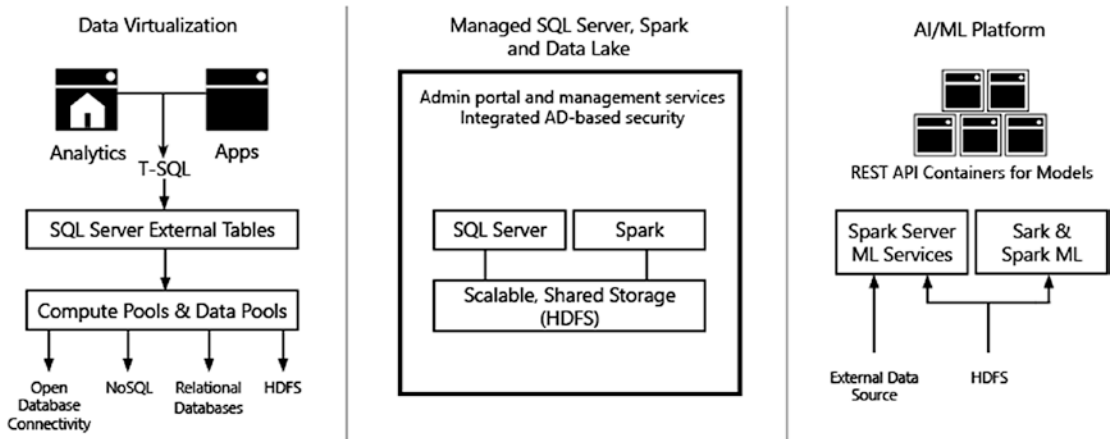 Data Virtualization
Analytics
Apps
T-SQL
SQL Server External Tables
Compute Pools & Data Pools
Open
Database
Connectivity
NoSQL
Relational
Databases
HDFS
Managed SQL Server, Spark
and Data Lake
Admin portal and management services
Integrated AD-based security
SQL Server
Spark
Scalable, Shared Storage
(HDFS)
AI/ML Platform
REST API Containers for Models
Spark Server
ML Services
Sark &
Spark ML
External Data
Source
HDFS